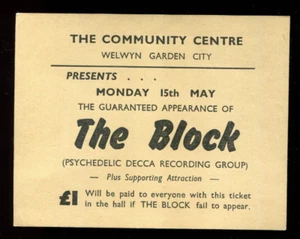 THE COMMUNITY CENTRE
WELWYN GARDEN CITY
PRESENTS . . .
MONDAY 15TH MAY
THE GUARANTEED APPEARANCE OF
The Block
(PSYCHEDELIC DECCA RECORDING GROUP)
— Plus Supporting Attraction —
£1 Will be paid to everyone with this ticket
in the hall if THE BLOCK fail to appear.